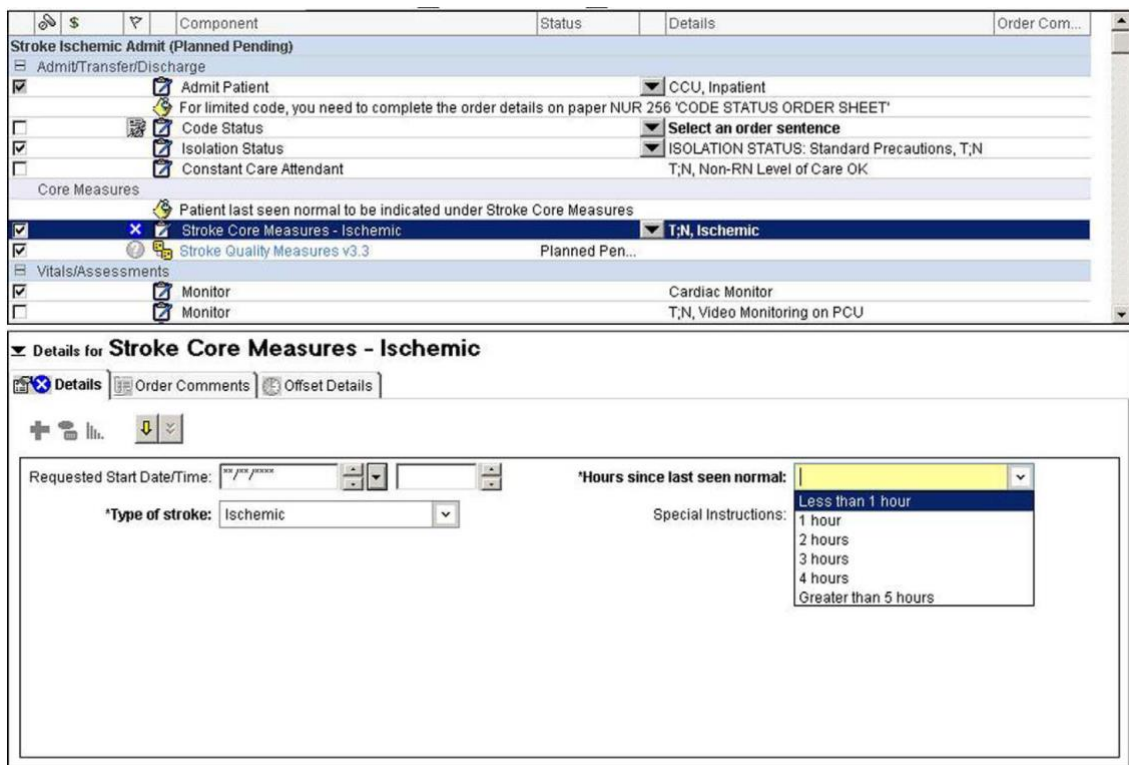 $ Component Status Details Order Com...
Stroke Ischemic Admit (Planned Pending)
Admit/Transfer/Discharge
Admit Patient CCU, Inpatient
For limited code, you need to complete the order details on paper NUR 256 'CODE STATUS ORDER SHEET'
Code Status Select an order sentence
Isolation Status ISOLATION STATUS: Standard Precautions, T;N
Constant Care Attendant T;N, Non-RN Level of Care OK
Core Measures
Patient last seen normal to be indicated under Stroke Core Measures
Stroke Core Measures - Ischemic T;N, Ischemic
Stroke Quality Measures v3.3 Planned Pen...
Vitals/Assessments
Monitor Cardiac Monitor
Monitor T;N, Video Monitoring on PCU
Details for Stroke Core Measures - Ischemic
Details Order Comments Offset Details
Requested Start Date/Time: **/**/**** *Hours since last seen normal:
*Type of stroke: Ischemic Special Instructions:
Less than 1 hour
1 hour
2 hours
3 hours
4 hours
Greater than 5 hours